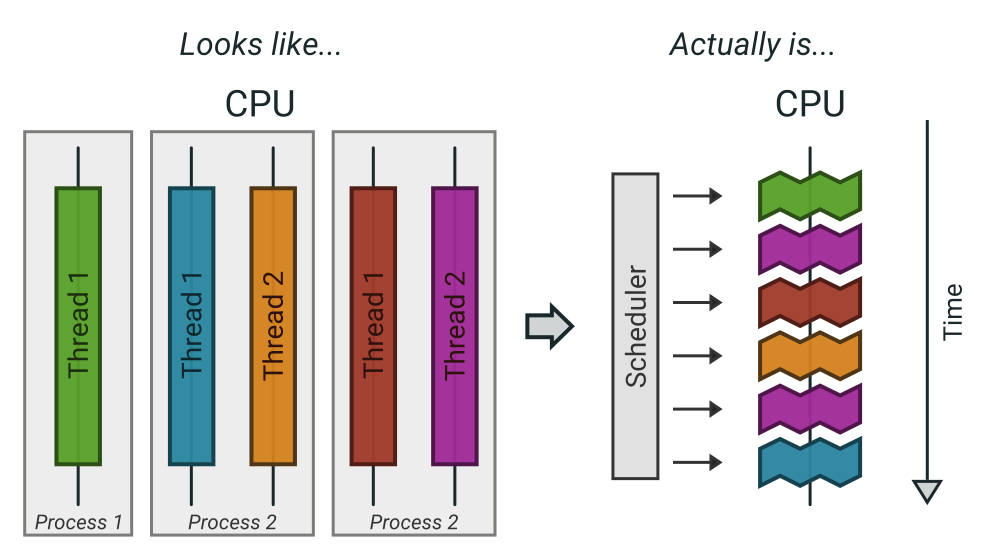 Looks like...
CPU
Thread 1
Process 1
Thread 1
Thread 2
Process 2
Thread 1
Thread 2
Process 2
Actually is...
CPU
Scheduler
Time